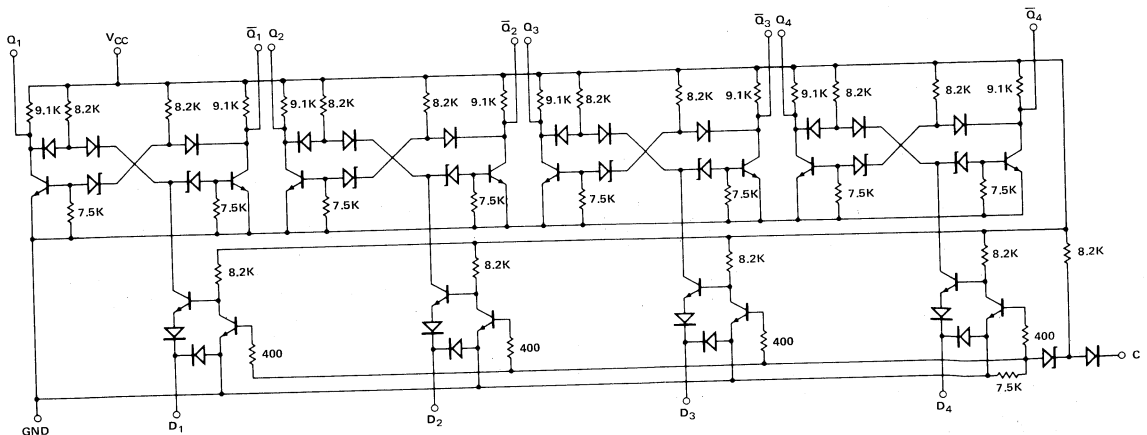 Q̅4
Q̅3 Q4
Q̅2 Q3
Q̅1 Q2
VCC
Q1
9.1K 8.2K 8.2K 9.1K 9.1K 8.2K 8.2K 9.1K 9.1K 8.2K 8.2K 9.1K 9.1K 8.2K 8.2K 9.1K
7.5K 7.5K 7.5K 7.5K 7.5K 7.5K 7.5K 7.5K
8.2K 8.2K 8.2K 8.2K 8.2K
400 400 400 400
C
7.5K
D1 D2 D3 D4
GND